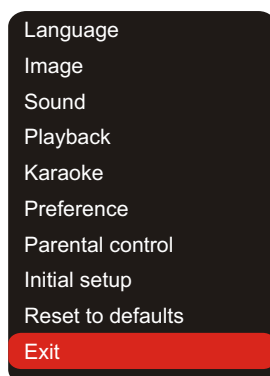 Language
Image
Sound
Playback
Karaoke
Preference
Parental control
Initial setup
Reset to defaults
Exit